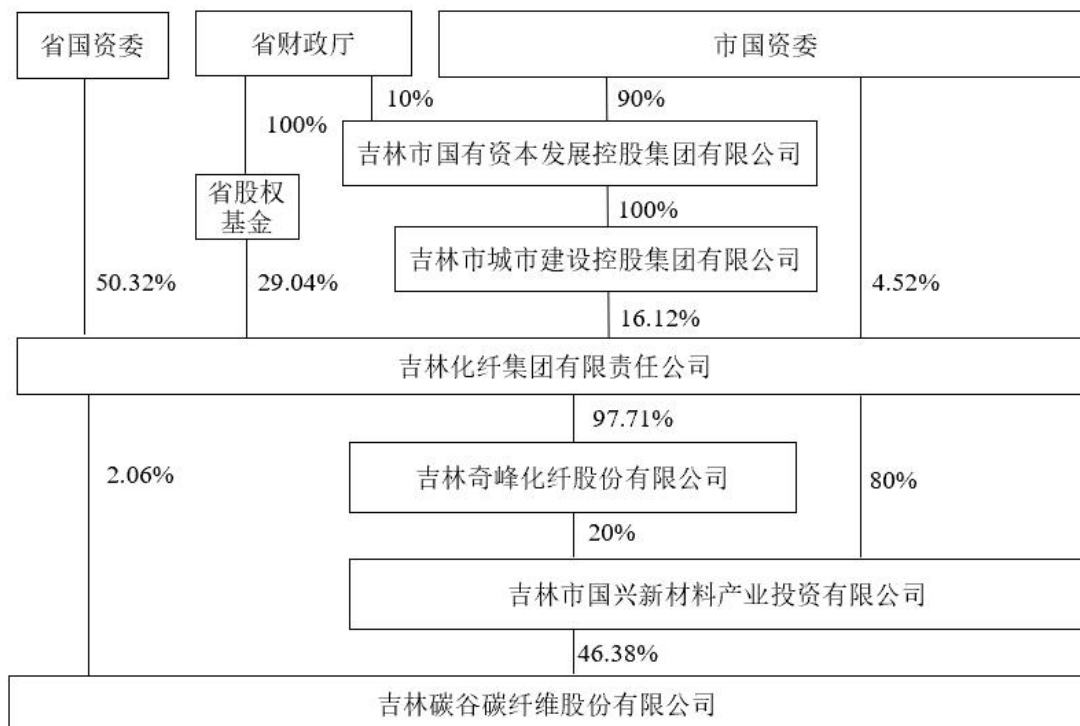 省国资委
省财政厅
市国资委
10%
90%
100%
吉林市国有资本发展控股集团有限公司
省股权
基金
100%
吉林市城市建设控股集团有限公司
50.32%
29.04%
4.52%
16.12%
吉林化纤集团有限责任公司
97.71%
2.06%
吉林奇峰化纤股份有限公司
80%
20%
吉林市国兴新材料产业投资有限公司
46.38%
吉林碳谷碳纤维股份有限公司